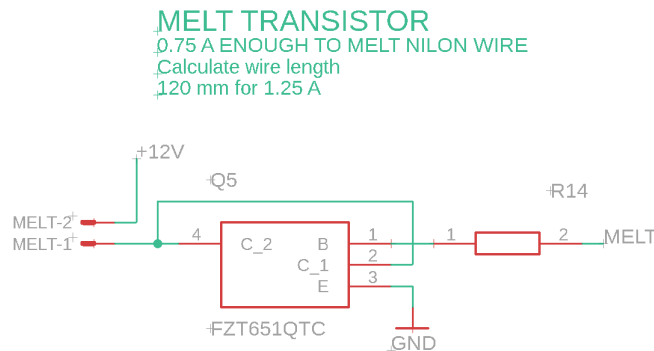 MELT TRANSISTOR
0.75 A ENOUGH TO MELT NILON WIRE
Calculate wire length
120 mm for 1.25 A
+12V
Q5
R14
MELT-2
MELT-1
4
C_2
B
1
1
2
MELT
C_1
2
E
3
FZT651QTC
GND